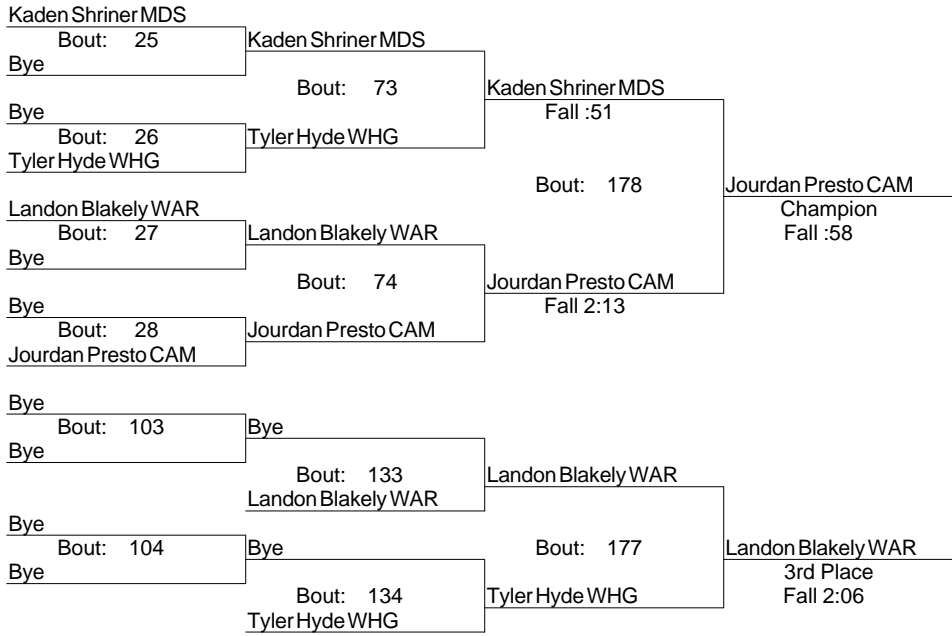 Kaden Shriner MDS
Bout: 25
Kaden Shriner MDS
Bye
Bout: 73
Kaden Shriner MDS
Bye
Fall :51
Bout: 26
Tyler Hyde WHG
Tyler Hyde WHG
Bout: 178
Jourdan Presto CAM
Landon Blakely WAR
Champion
Bout: 27
Landon Blakely WAR
Fall :58
Bye
Bout: 74
Jourdan Presto CAM
Bye
Fall 2:13
Bout: 28
Jourdan Presto CAM
Jourdan Presto CAM
Bye
Bout: 103
Bye
Bye
Bout: 133
Landon Blakely WAR
Landon Blakely WAR
Bye
Bout: 104
Bye
Bout: 177
Landon Blakely WAR
Bye
3rd Place
Bout: 134
Tyler Hyde WHG
Fall 2:06
Tyler Hyde WHG